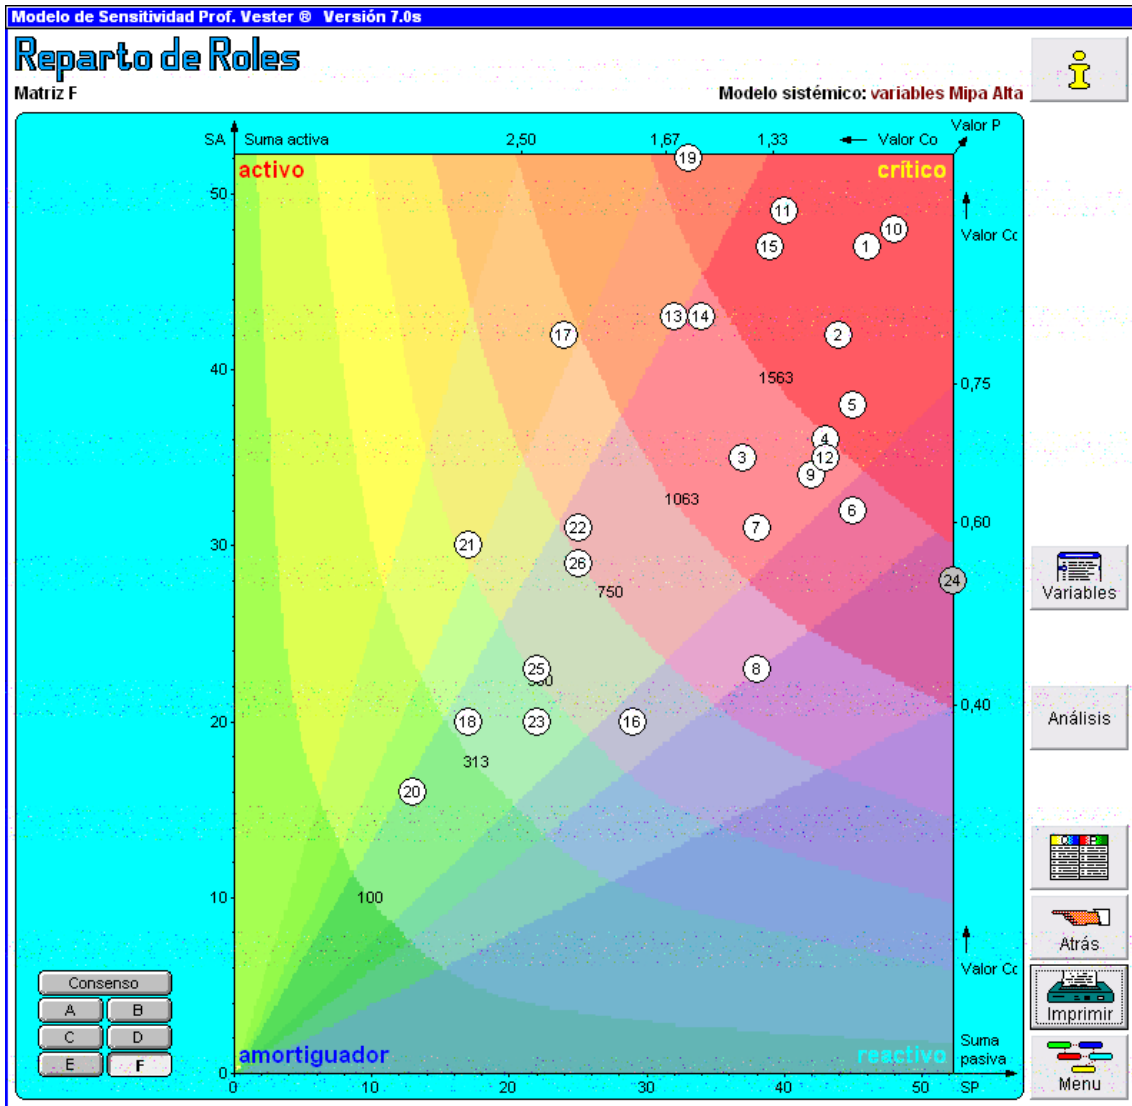 Modelo de Sensitividad Prof. Vester ® Versión 7.0s
Reparto de Roles
Matriz F
Modelo sistémico: variables Mipa Alta
SA
Suma activa
2,50
1,67
1,33
Valor Co
Valor P
activo
crítico
19
50
11
10
Valor Co
15
1
13
14
17
2
40
1563
0,75
5
4
3
12
9
1063
6
22
7
0,60
21
30
26
24
750
Variables
25
8
18
23
16
20
0,40
Análisis
313
20
100
10
Atrás
Valor Co
Consenso
A
B
C
D
E
F
Imprimir
amortiguador
reactivo
Suma
pasiva
0
0
10
20
30
40
50
SP
Menu